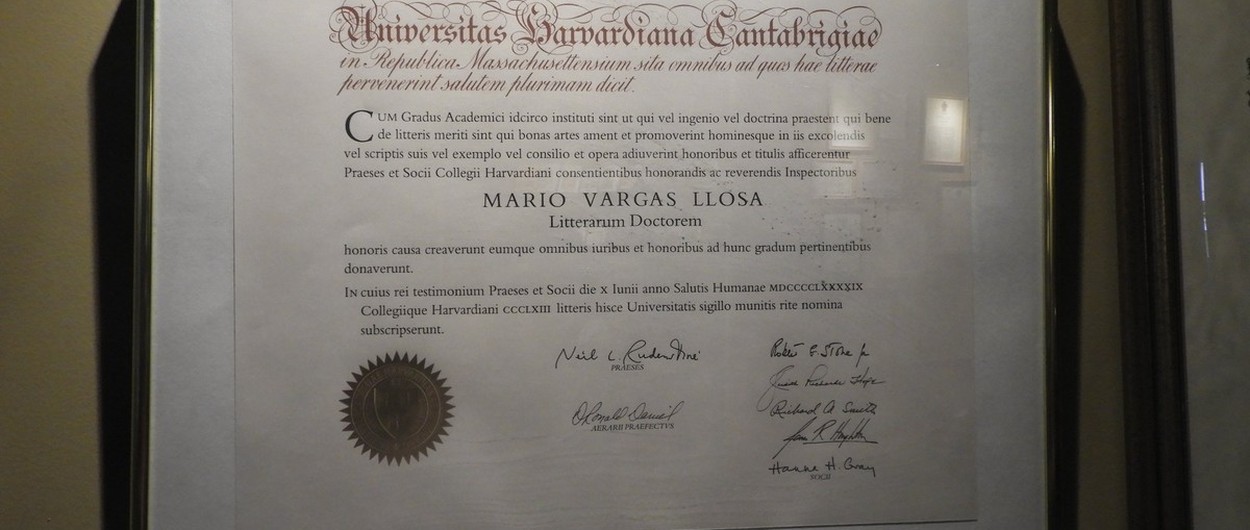 Universitas Harvardiana Cantabrigiae
in Republica Massachusettensium sita omnibus ad quos hae litterae
pervenerint salutem plurimam dicit.
CUM Gradus Academici idcirco instituti sint ut qui vel ingenio vel doctrina praestent qui bene
de litteris meriti sint qui bonas artes ament et promoverint hominesque in iis excolendis
vel scriptis suis vel exemplo vel consilio et opera adiuverint honoribus et titulis afficerentur
Praeses et Socii Collegii Harvardiani consentientibus honorandis ac reverendis Inspectoribus
MARIO VARGAS LLOSA
Litterarum Doctorem
honoris causa creaverunt eumque omnibus iuribus et honoribus ad hunc gradum pertinentibus
donaverunt.
IN cuius rei testimonium Praeses et Socii die X Iunii anno Salutis Humanae MDCCCCLXXXXIX
Collegiique Harvardiani CCCLXIII litteris hisce Universitatis sigillo munitis rite nomina
subscripserunt.
Neil L. Rudenstine
PRAESES
D. Ronald Daniel
AERARII PRAEFECTVS
Robert G. Stone Jr
Richard A. Smith
James R. Houghton
Hanna H. Gray
SOCII